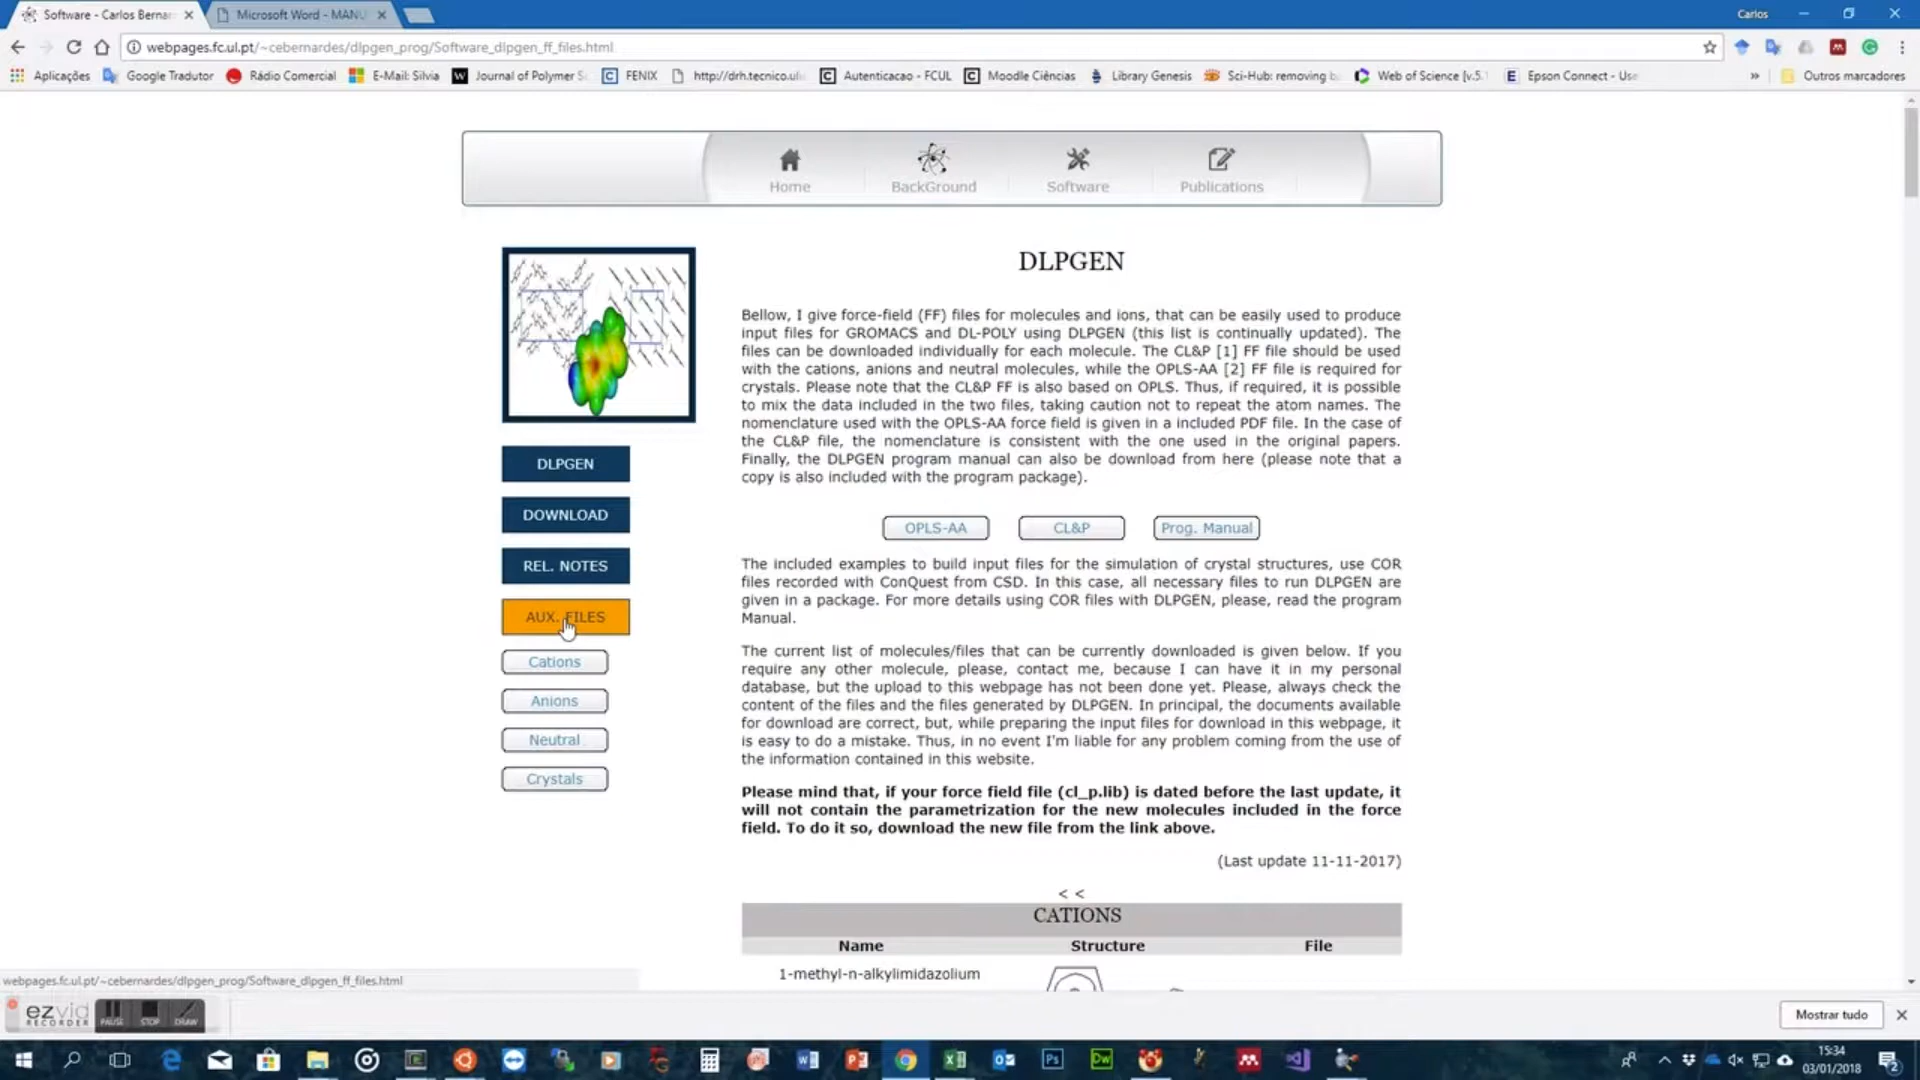 Software - Carlos Bernar
Microsoft Word - MANU
Carlos
webpages.fc.ul.pt/~cebernardes/dlpgen_prog/Software_dlpgen_ff_files.html
Aplicações
Google Tradutor
Rádio Comercial
E-Mail: Silvia
Journal of Polymer Sc
FENIX
http://drh.tecnico.uli
Autenticacao - FCUL
Moodle Ciências
Library Genesis
Sci-Hub: removing b
Web of Science [v.5.
Epson Connect - Use
Outros marcadores
Home
BackGround
Software
Publications
DLPGEN
Bellow, I give force-field (FF) files for molecules and ions, that can be easily used to produce
input files for GROMACS and DL-POLY using DLPGEN (this list is continually updated). The
files can be downloaded individually for each molecule. The CL&P [1] FF file should be used
with the cations, anions and neutral molecules, while the OPLS-AA [2] FF file is required for
crystals. Please note that the CL&P FF is also based on OPLS. Thus, if required, it is possible
to mix the data included in the two files, taking caution not to repeat the atom names. The
nomenclature used with the OPLS-AA force field is given in a included PDF file. In the case of
the CL&P file, the nomenclature is consistent with the one used in the original papers.
Finally, the DLPGEN program manual can also be download from here (please note that a
copy is also included with the program package).
OPLS-AA
CL&P
Prog. Manual
The included examples to build input files for the simulation of crystal structures, use COR
files recorded with ConQuest from CSD. In this case, all necessary files to run DLPGEN are
given in a package. For more details using COR files with DLPGEN, please, read the program
Manual.
The current list of molecules/files that can be currently downloaded is given below. If you
require any other molecule, please, contact me, because I can have it in my personal
database, but the upload to this webpage has not been done yet. Please, always check the
content of the files and the files generated by DLPGEN. In principal, the documents available
for download are correct, but, while preparing the input files for download in this webpage, it
is easy to do a mistake. Thus, in no event I'm liable for any problem coming from the use of
the information contained in this website.
Please mind that, if your force field file (cl_p.lib) is dated before the last update, it
will not contain the parametrization for the new molecules included in the force
field. To do it so, download the new file from the link above.
(Last update 11-11-2017)
< <
CATIONS
Name
Structure
File
1-methyl-n-alkylimidazolium
DLPGEN
DOWNLOAD
REL. NOTES
AUX. FILES
Cations
Anions
Neutral
Crystals
webpages.fc.ul.pt/~cebernardes/dlpgen_prog/Software_dlpgen_ff_files.html
ezvid
RECORDER
PAUSE
STOP
DRAW
Mostrar tudo
15:34
03/01/2018